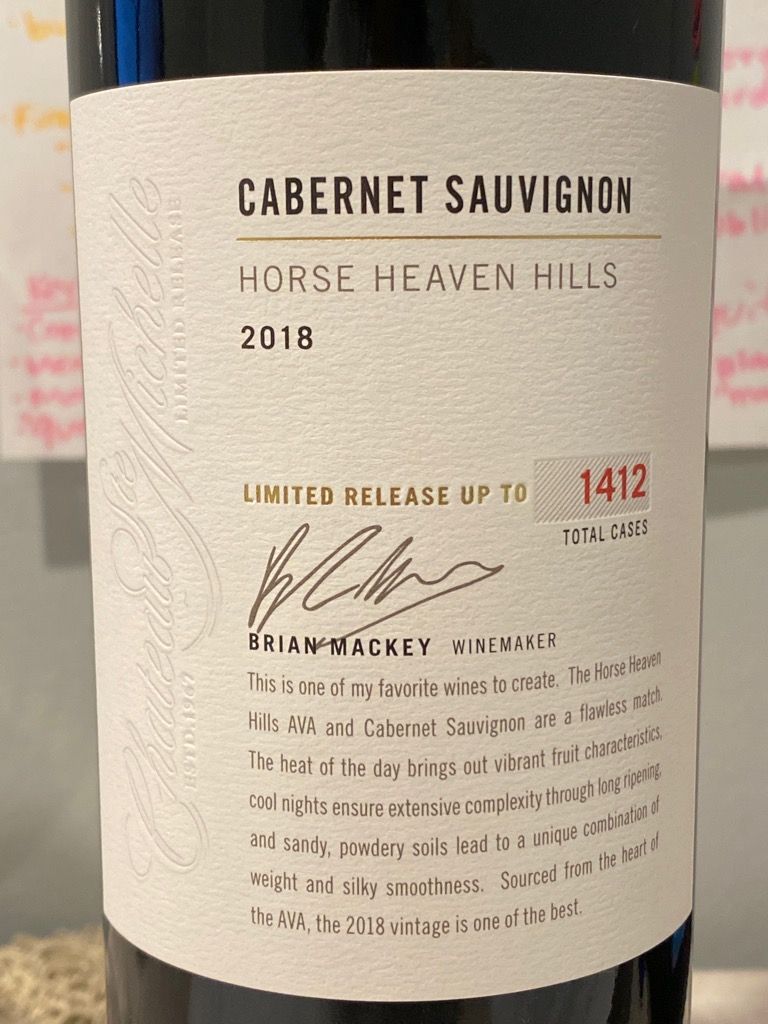 CABERNET SAUVIGNON
HORSE HEAVEN HILLS
2018
LIMITED RELEASE UP TO 1412
TOTAL CASES
BRIAN MACKEY WINEMAKER
This is one of my favorite wines to create. The Horse Heaven
Hills AVA and Cabernet Sauvignon are a flawless match.
The heat of the day brings out vibrant fruit characteristics,
cool nights ensure extensive complexity through long ripening,
and sandy, powdery soils lead to a unique combination of
weight and silky smoothness. Sourced from the heart of
the AVA, the 2018 vintage is one of the best.
Chateau Ste Michelle
ESTD. 1967
LIMITED RELEASE